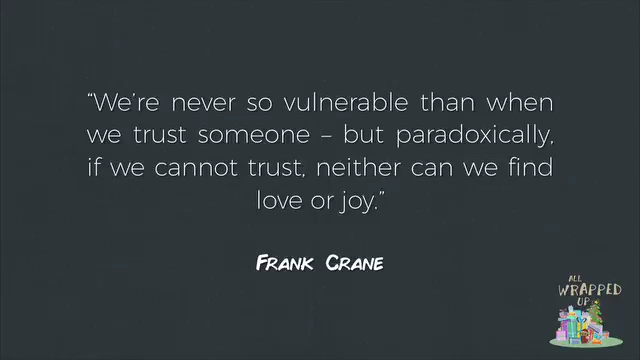 “We’re never so vulnerable than when
we trust someone – but paradoxically,
if we cannot trust, neither can we find
love or joy.”
Frank Crane
ALL
WRAPPED
UP